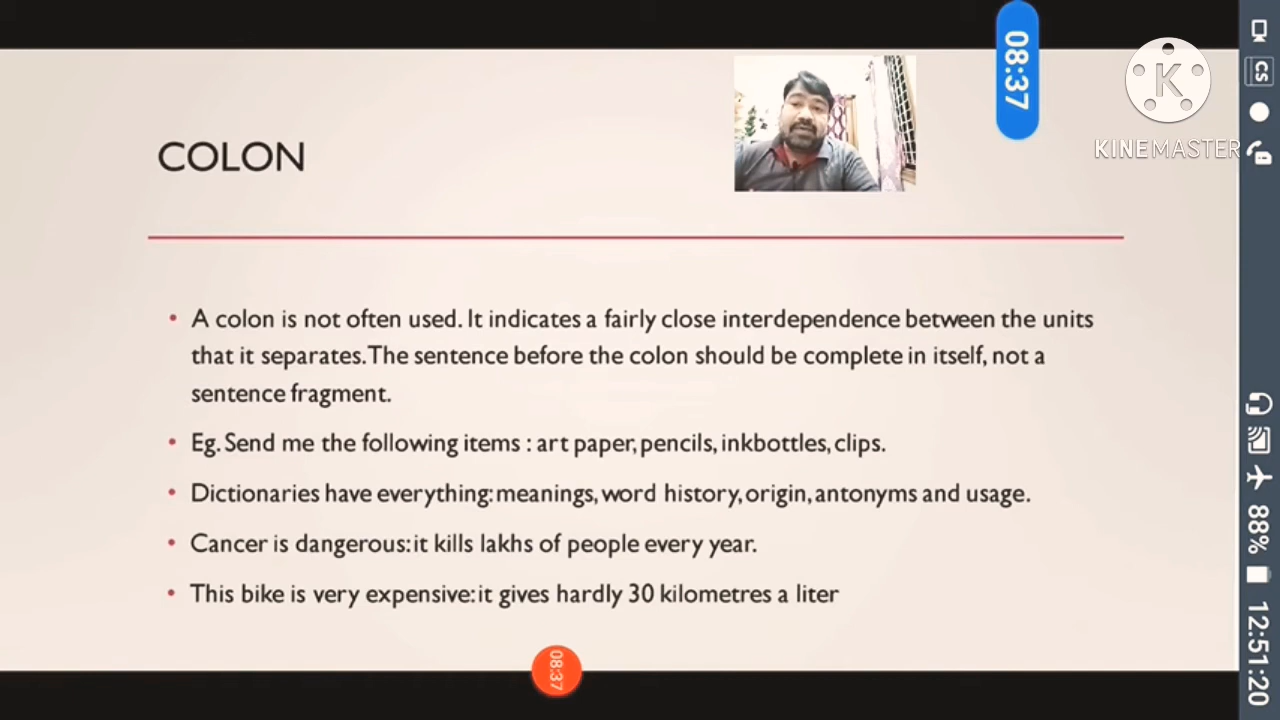 08:37
K
KINEMASTER
CS
COLON
A colon is not often used. It indicates a fairly close interdependence between the units
that it separates. The sentence before the colon should be complete in itself, not a
sentence fragment.
Eg. Send me the following items : art paper, pencils, inkbottles, clips.
Dictionaries have everything: meanings, word history, origin, antonyms and usage.
Cancer is dangerous: it kills lakhs of people every year.
This bike is very expensive: it gives hardly 30 kilometres a liter
08:37
88%
12:51:20